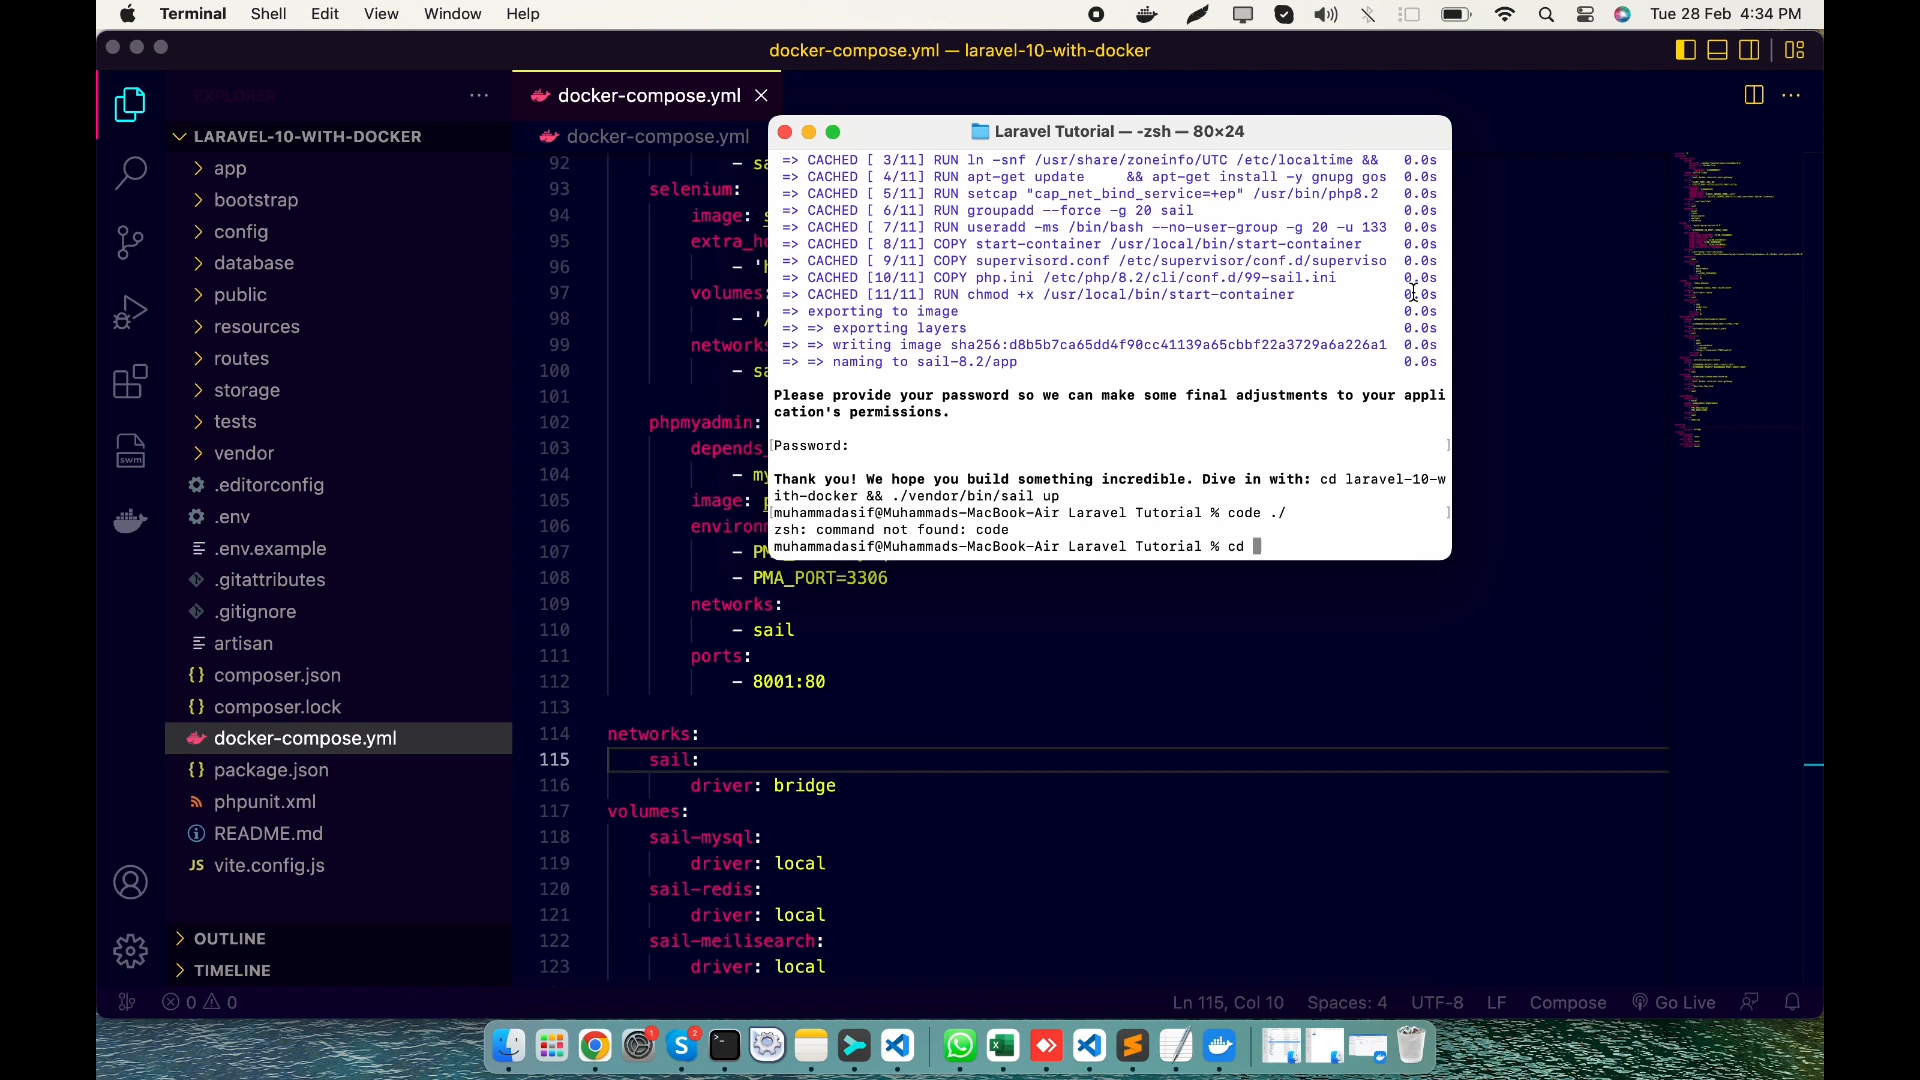 Terminal Shell Edit View Window Help
Tue 28 Feb 4:34 PM
docker-compose.yml — laravel-10-with-docker
EXPLORER
LARAVEL-10-WITH-DOCKER
app
bootstrap
config
database
public
resources
routes
storage
tests
vendor
.editorconfig
.env
.env.example
.gitattributes
.gitignore
artisan
composer.json
composer.lock
docker-compose.yml
package.json
phpunit.xml
README.md
vite.config.js
OUTLINE
TIMELINE
docker-compose.yml
docker-compose.yml
92 - sa
93 selenium:
94 image: s
95 extra_ho
96 - 'h
97 volumes:
98 - '/
99 networks
100 - sa
101
102 phpmyadmin:
103 depends_
104 - my
105 image: p
106 environm
107 - PM
108 - PMA_PORT=3306
109 networks:
110 - sail
111 ports:
112 - 8001:80
113
114 networks:
115 sail:
116 driver: bridge
117 volumes:
118 sail-mysql:
119 driver: local
120 sail-redis:
121 driver: local
122 sail-meilisearch:
123 driver: local
Laravel Tutorial — -zsh — 80×24
=> CACHED [ 3/11] RUN ln -snf /usr/share/zoneinfo/UTC /etc/localtime && 0.0s
=> CACHED [ 4/11] RUN apt-get update && apt-get install -y gnupg gos 0.0s
=> CACHED [ 5/11] RUN setcap "cap_net_bind_service=+ep" /usr/bin/php8.2 0.0s
=> CACHED [ 6/11] RUN groupadd --force -g 20 sail 0.0s
=> CACHED [ 7/11] RUN useradd -ms /bin/bash --no-user-group -g 20 -u 133 0.0s
=> CACHED [ 8/11] COPY start-container /usr/local/bin/start-container 0.0s
=> CACHED [ 9/11] COPY supervisord.conf /etc/supervisor/conf.d/superviso 0.0s
=> CACHED [10/11] COPY php.ini /etc/php/8.2/cli/conf.d/99-sail.ini 0.0s
=> CACHED [11/11] RUN chmod +x /usr/local/bin/start-container 0.0s
=> exporting to image 0.0s
=> => exporting layers 0.0s
=> => writing image sha256:d8b5b7ca65dd4f90cc41139a65cbbf22a3729a6a226a1 0.0s
=> => naming to sail-8.2/app 0.0s
Please provide your password so we can make some final adjustments to your appli
cation's permissions.
[Password: ]
Thank you! We hope you build something incredible. Dive in with: cd laravel-10-w
ith-docker && ./vendor/bin/sail up
[muhammadasif@Muhammads-MacBook-Air Laravel Tutorial % code ./ ]
zsh: command not found: code
muhammadasif@Muhammads-MacBook-Air Laravel Tutorial % cd
0 0
Ln 115, Col 10 Spaces: 4 UTF-8 LF Compose Go Live
1
2